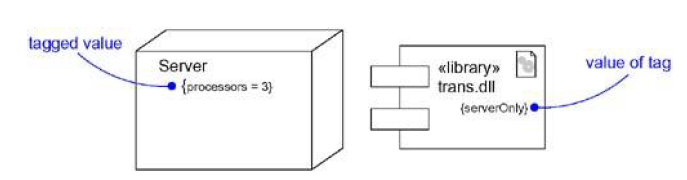 tagged value
Server
{processors = 3}
«library»
trans.dll
{serverOnly}
value of tag